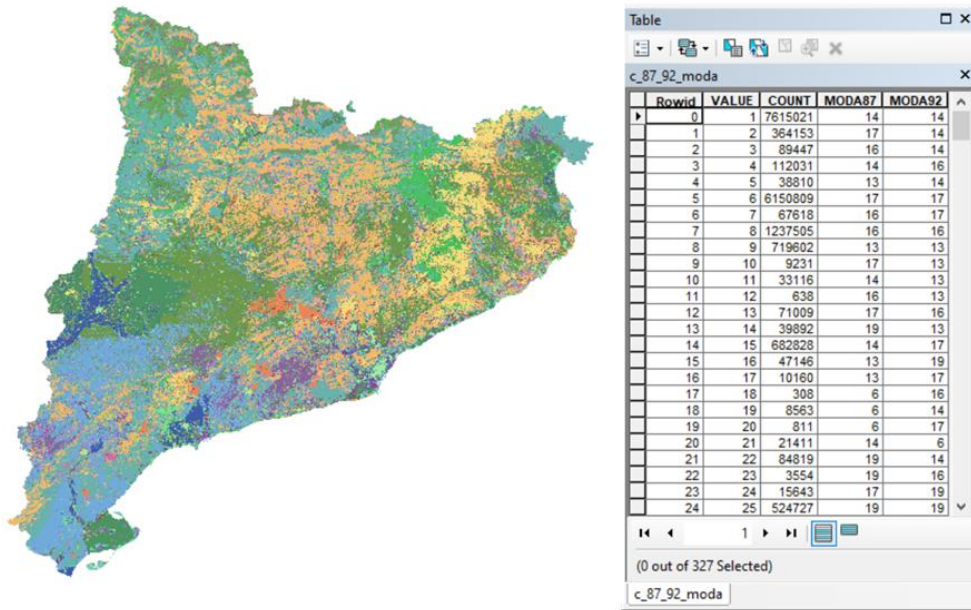 Table
c_87_92_moda
Rowid VALUE COUNT MODA87 MODA92
0 1 7615021 14 14
1 2 364153 17 14
2 3 89447 16 14
3 4 112031 14 16
4 5 38810 13 14
5 6 6150809 17 17
6 7 67618 16 17
7 8 1237505 16 16
8 9 719602 13 13
9 10 9231 17 13
10 11 33116 14 13
11 12 638 16 13
12 13 71009 17 16
13 14 39892 19 13
14 15 682828 14 17
15 16 47146 13 19
16 17 10160 13 17
17 18 308 6 16
18 19 8563 6 14
19 20 811 6 17
20 21 21411 14 6
21 22 84819 19 14
22 23 3554 19 16
23 24 15643 17 19
24 25 524727 19 19
1
(0 out of 327 Selected)
c_87_92_moda